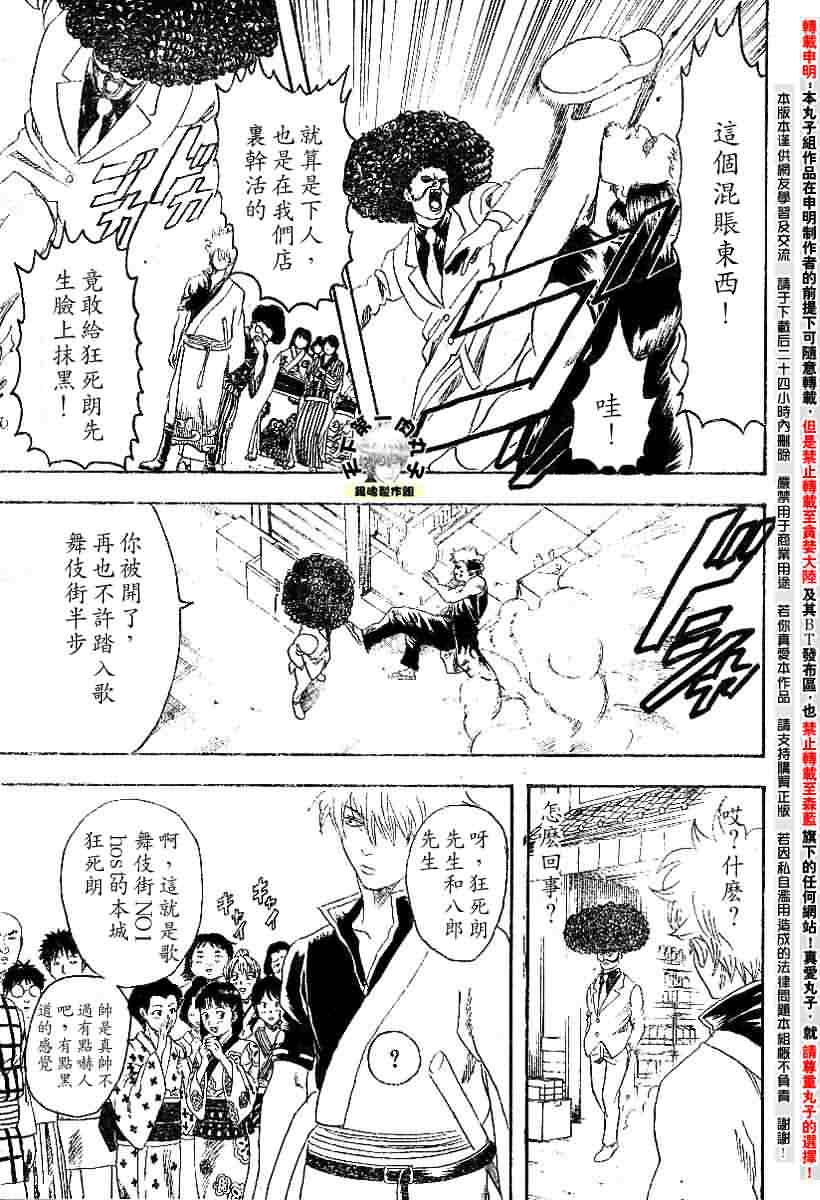 這個混賬東西！
哇！
就算是下人，
也是在我們店
裏幹活的
竟敢給狂死朗先
生臉上抹黑！
天下第一肉丸子
銀魂製作組
你被開了，
再也不許踏入歌
舞伎街半步
哎？什麽？
怎麽回事？
呀，狂死朗
先生和八郎
先生
？
啊，這就是歌
舞伎街NO1
host的本城
狂死朗
帥是真帥不
過有點嚇人
吧，有點黑
道的感覺
轉載申明：本丸子組作品在申明制作者的前提下可隨意轉載，但是禁止轉載至貪婪大陸及其BT發布區，也禁止轉載至森藍旗下的任何網站！真愛丸子，就請尊重丸子的選擇！
本版本僅供網友學習及交流　請于下載后二十四小時內刪除　嚴禁用于商業用途　若你真愛本作品　請支持購買正版　若因私自濫用造成的法律問題本組概不負責　謝謝！